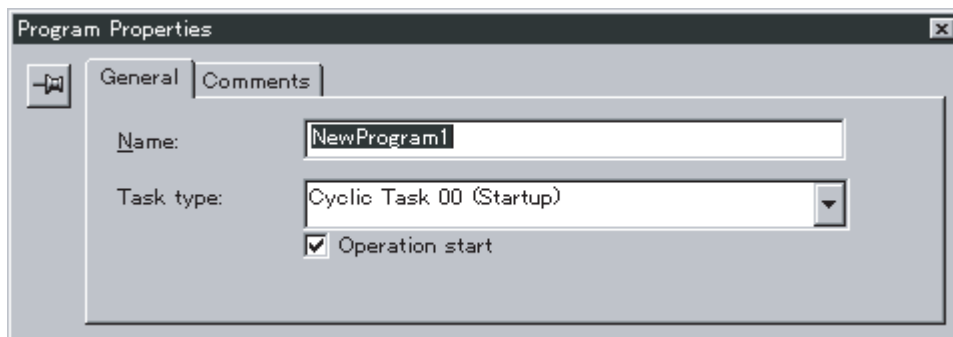 Program Properties
General Comments
Name: NewProgram1
Task type: Cyclic Task 00 (Startup)
Operation start